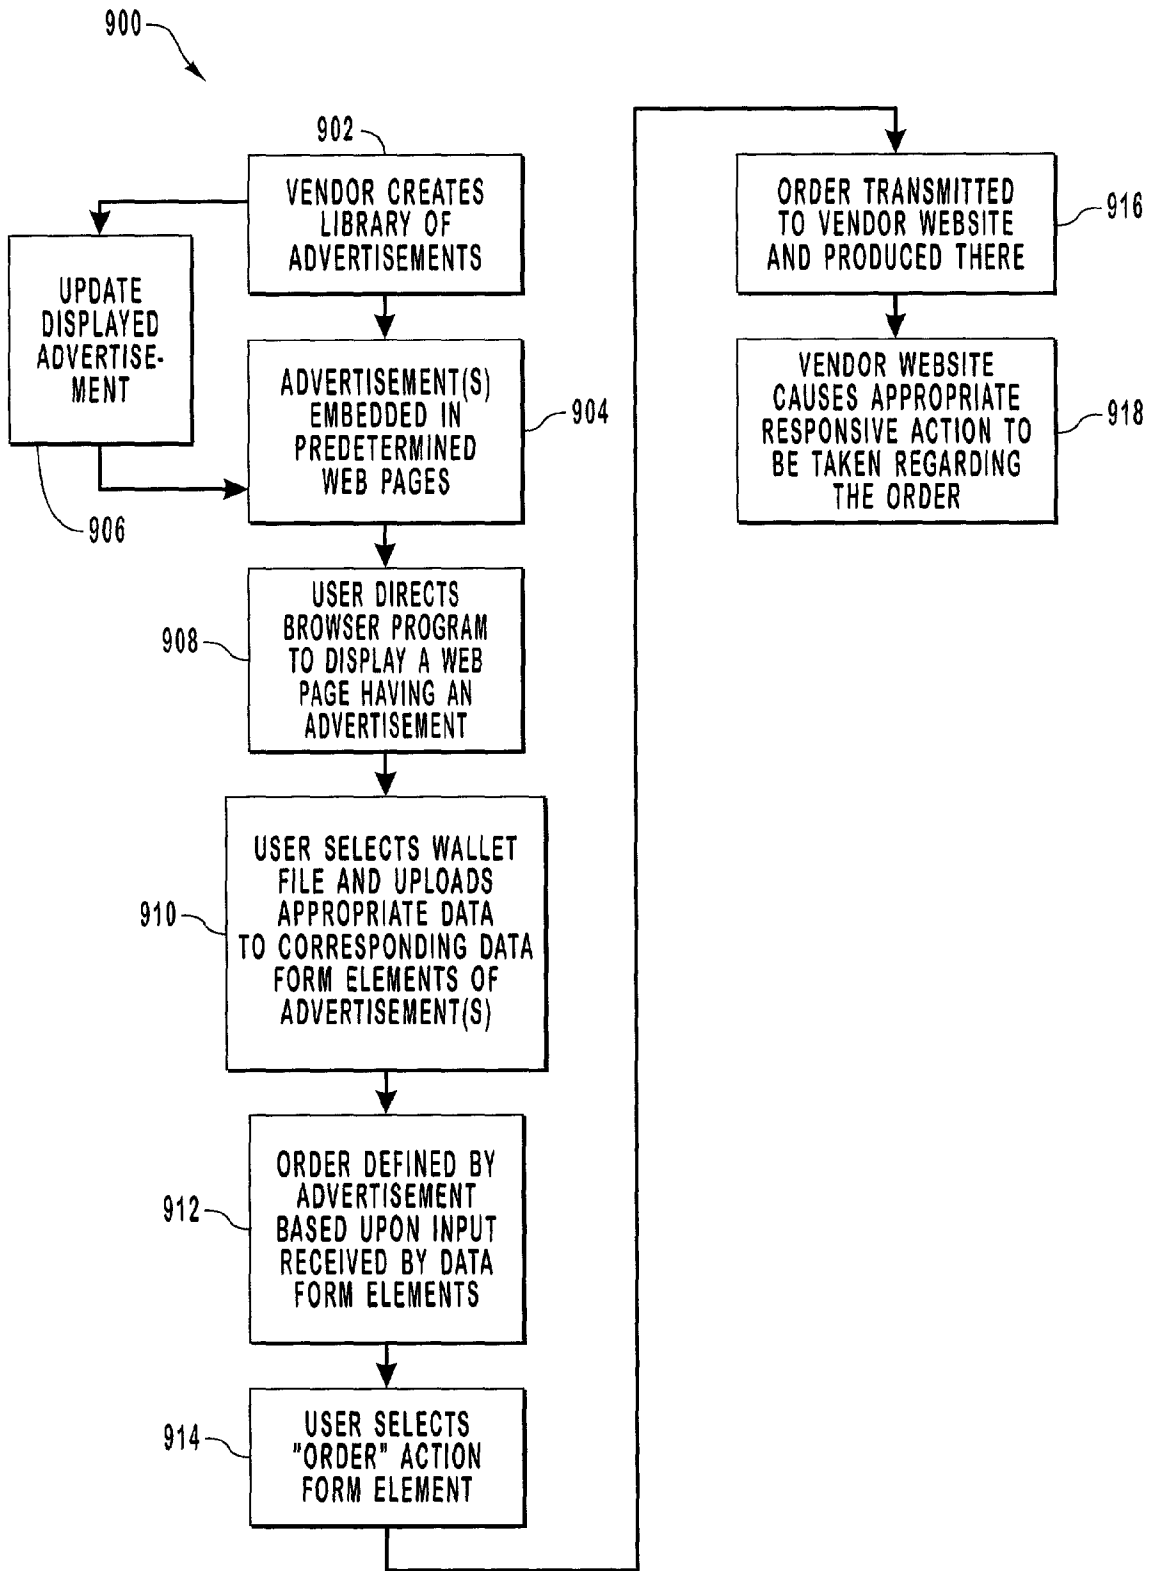 900
902
VENDOR CREATES
LIBRARY OF
ADVERTISEMENTS
UPDATE
DISPLAYED
ADVERTISE-
MENT
906
ADVERTISEMENT(S)
EMBEDDED IN
PREDETERMINED
WEB PAGES
904
908
USER DIRECTS
BROWSER PROGRAM
TO DISPLAY A WEB
PAGE HAVING AN
ADVERTISEMENT
910
USER SELECTS WALLET
FILE AND UPLOADS
APPROPRIATE DATA
TO CORRESPONDING DATA
FORM ELEMENTS OF
ADVERTISEMENT(S)
912
ORDER DEFINED BY
ADVERTISEMENT
BASED UPON INPUT
RECEIVED BY DATA
FORM ELEMENTS
914
USER SELECTS
"ORDER" ACTION
FORM ELEMENT
ORDER TRANSMITTED
TO VENDOR WEBSITE
AND PRODUCED THERE
916
VENDOR WEBSITE
CAUSES APPROPRIATE
RESPONSIVE ACTION TO
BE TAKEN REGARDING
THE ORDER
918